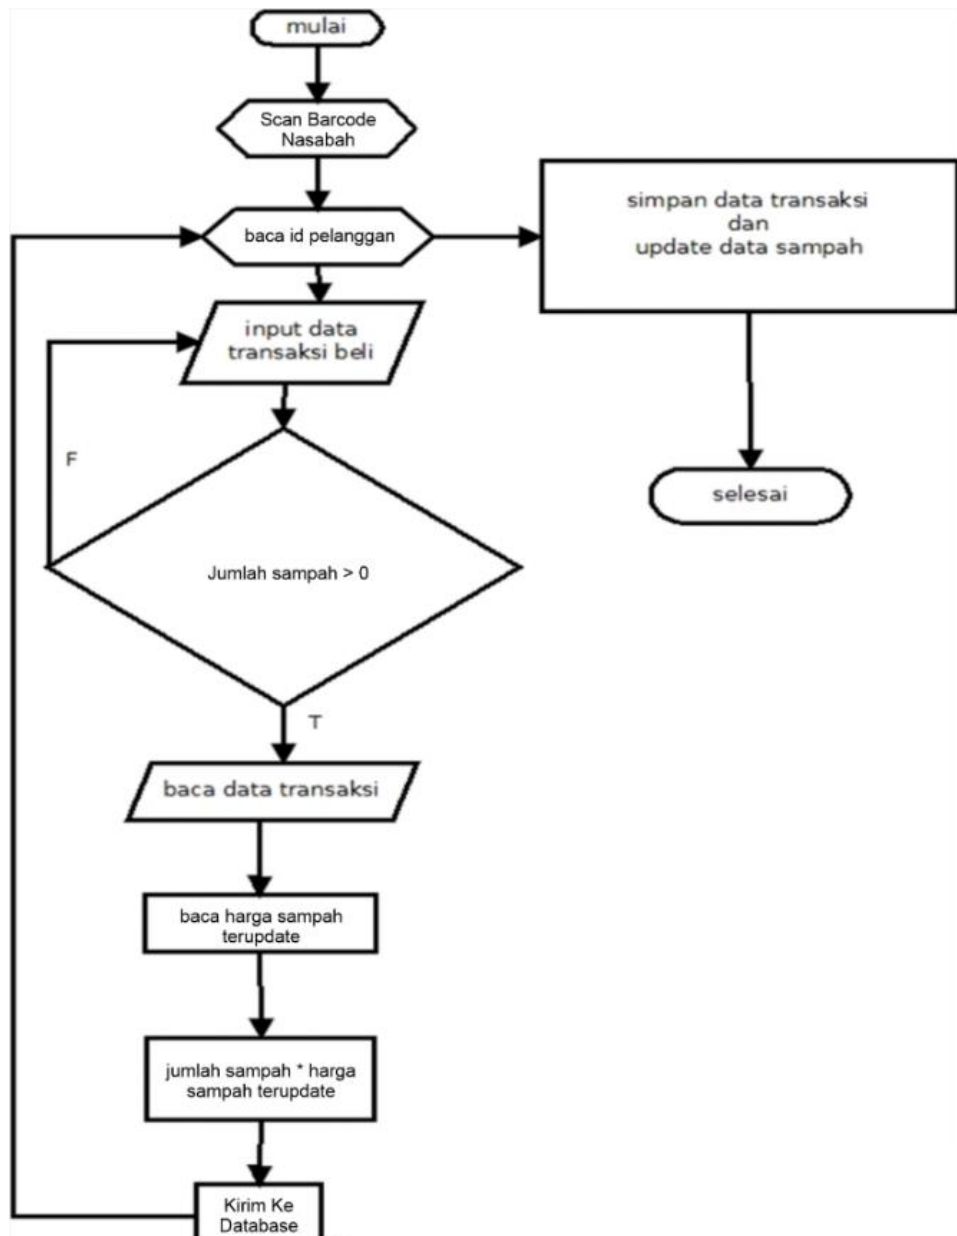 mulai
Scan Barcode
Nasabah
baca id pelanggan
simpan data transaksi
dan
update data sampah
input data
transaksi beli
F
selesai
Jumlah sampah > 0
T
baca data transaksi
baca harga sampah
terupdate
jumlah sampah * harga
sampah terupdate
Kirim Ke
Database